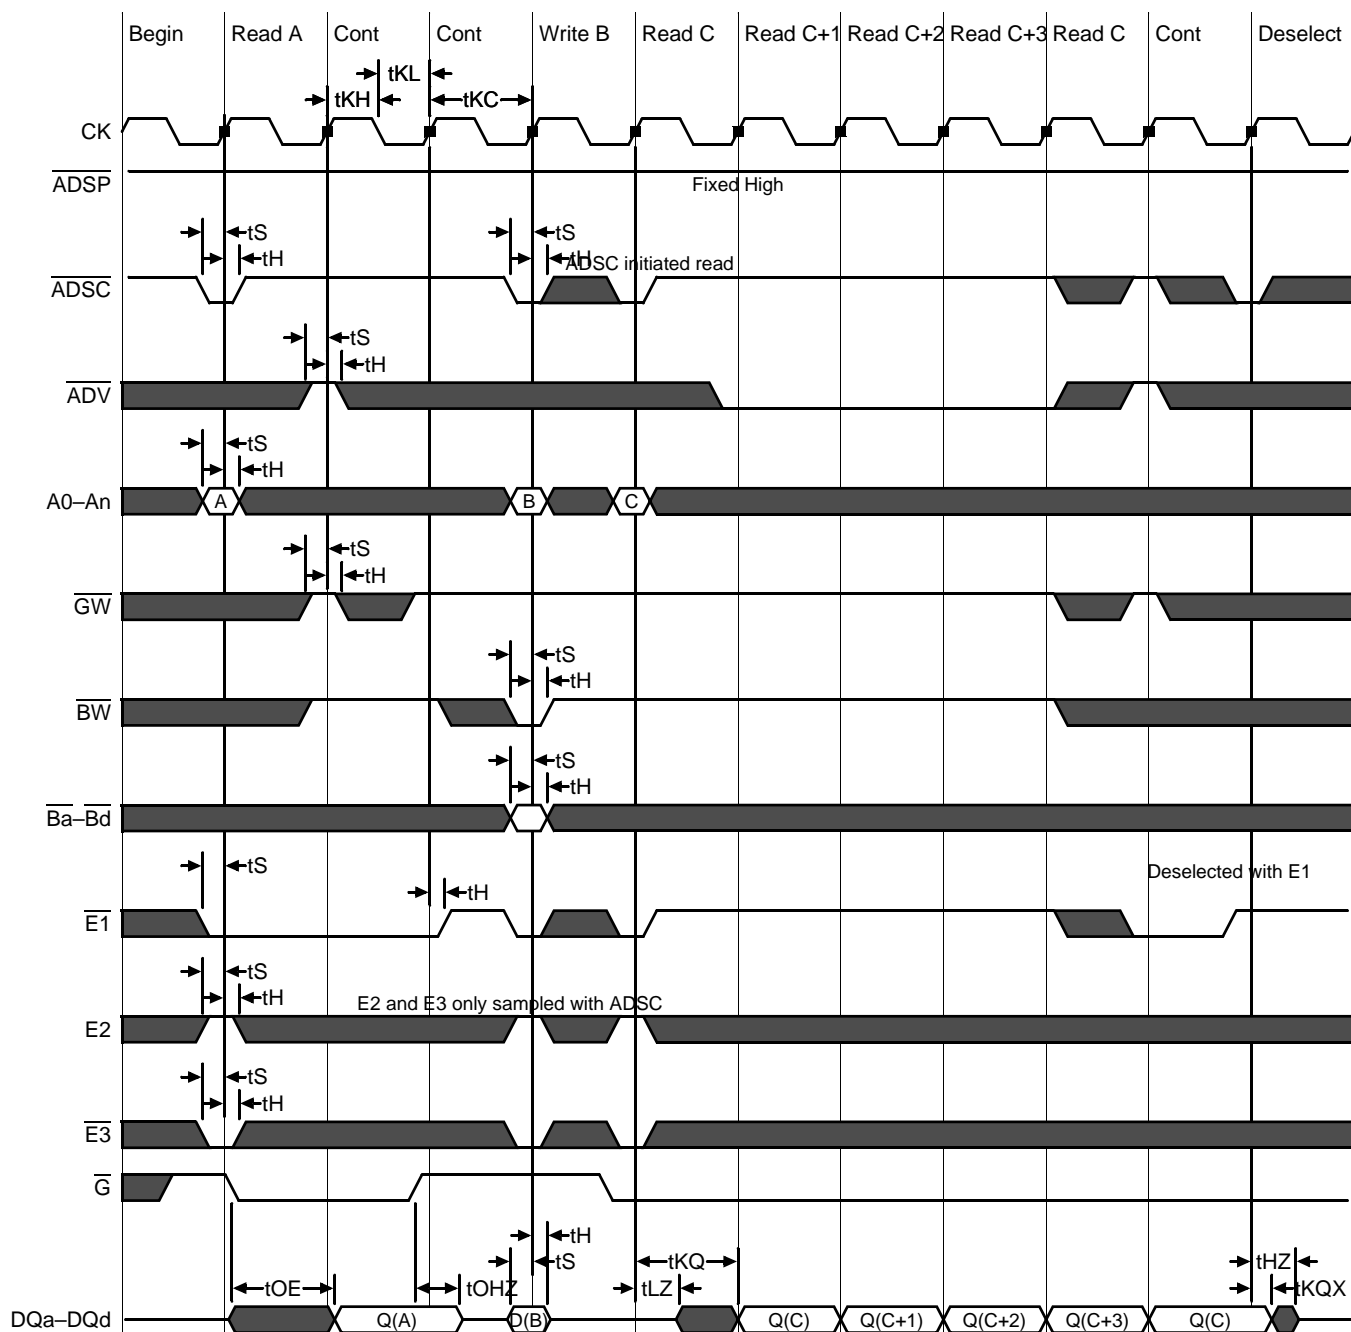 Begin Read A Cont Cont Write B Read C Read C+1 Read C+2 Read C+3 Read C Cont Deselect
tKL
tKH tKC
CK
ADSP
Fixed High
tS tS
tH tH
ADSC initiated read
ADSC
tS
tH
ADV
tS
tH
A0–An A B C
tS
tH
GW
tS
tH
BW
tS
tH
Ba–Bd
tS
Deselected with E1
tH
E1
tS
tH
E2 and E3 only sampled with ADSC
E2
tS
tH
E3
G
tH
tS tKQ tHZ
tOE tOHZ tLZ tKQX
DQa–DQd Q(A) D(B) Q(C) Q(C+1) Q(C+2) Q(C+3) Q(C)